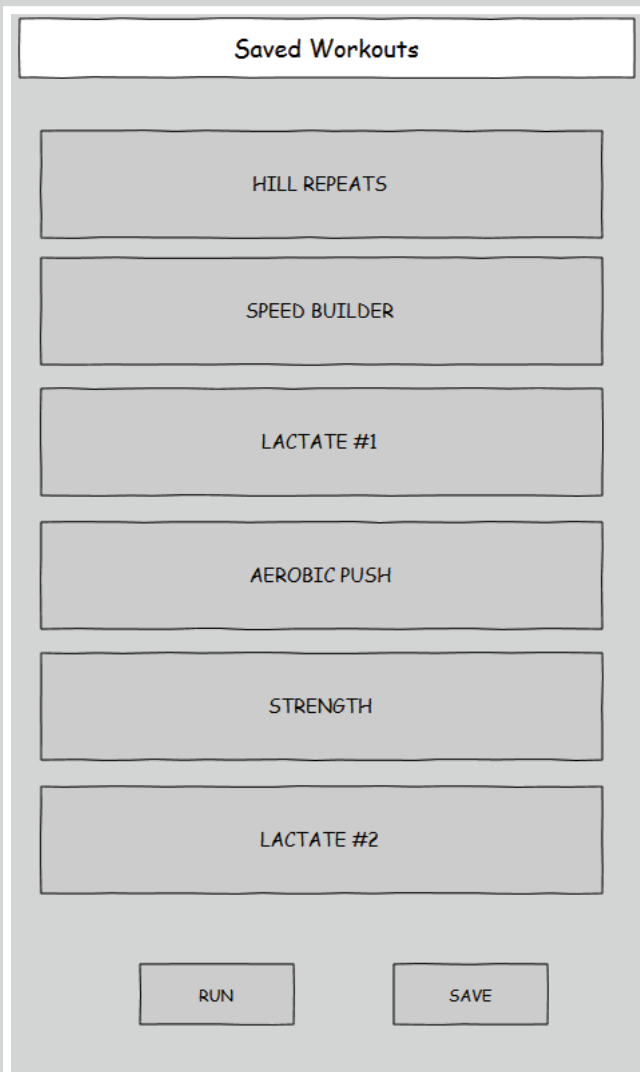 Saved Workouts
HILL REPEATS
SPEED BUILDER
LACTATE #1
AEROBIC PUSH
STRENGTH
LACTATE #2
RUN
SAVE